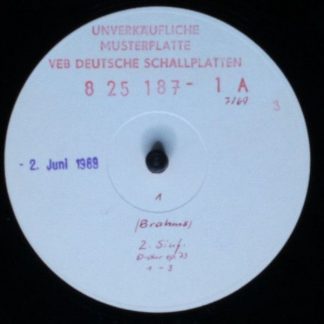 UNVERKÄUFLICHE
MUSTERPLATTE
VEB DEUTSCHE SCHALLPLATTEN
8 25 187 - 1 A
7/69
3
- 2. Juni 1969
1
(Brahms)
2. Sinf.
D-dur op. 73
1 - 3